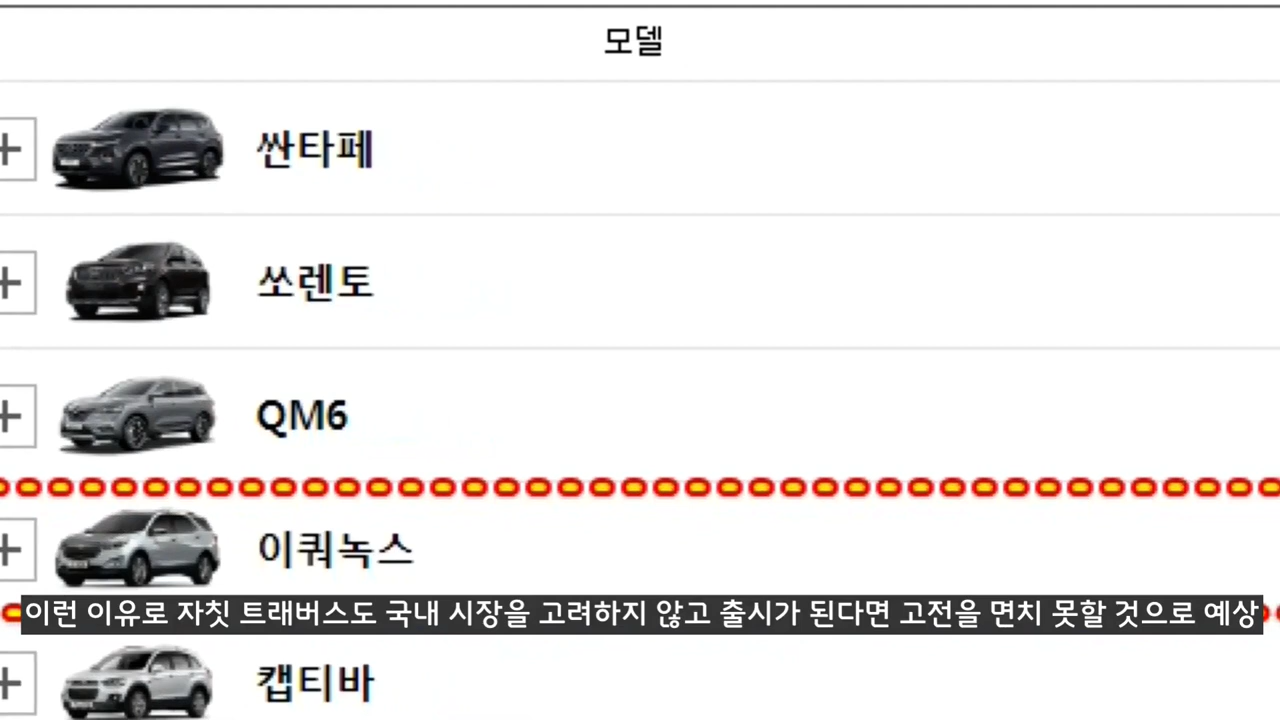 모델
싼타페
쏘렌토
QM6
이쿼녹스
이런 이유로 자칫 트래버스도 국내 시장을 고려하지 않고 출시가 된다면 고전을 면치 못할 것으로 예상
캡티바